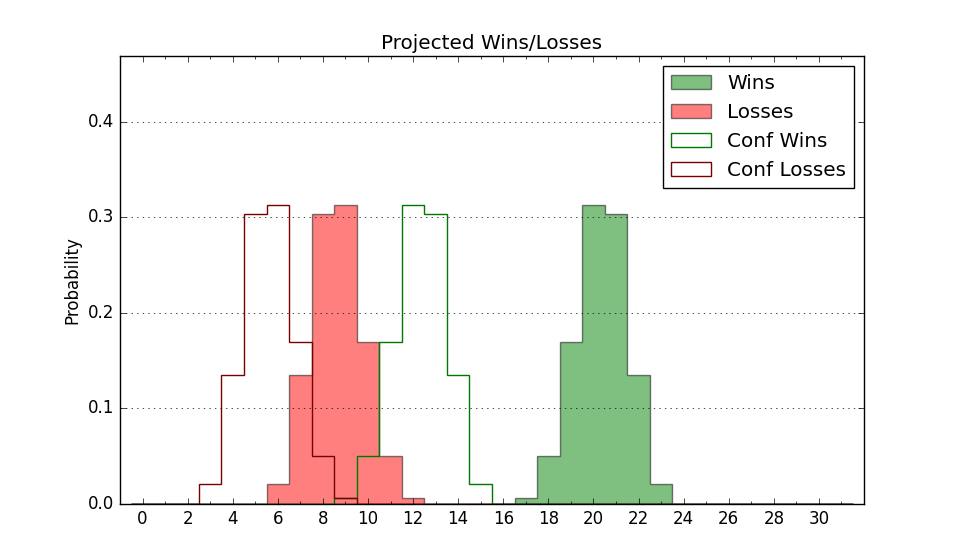 Projected Wins/Losses
Wins
Losses
Conf Wins
Conf Losses
Probability
0.4
0.3
0.2
0.1
0.0
0 2 4 6 8 10 12 14 16 18 20 22 24 26 28 30